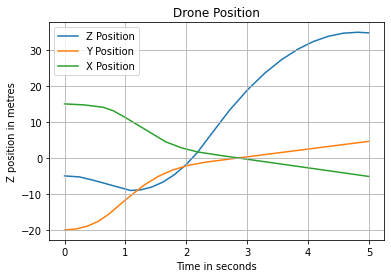 Drone Position
Z Position
Y Position
X Position
Z position in metres
30
20
10
0
−10
−20
0
1
2
3
4
5
Time in seconds